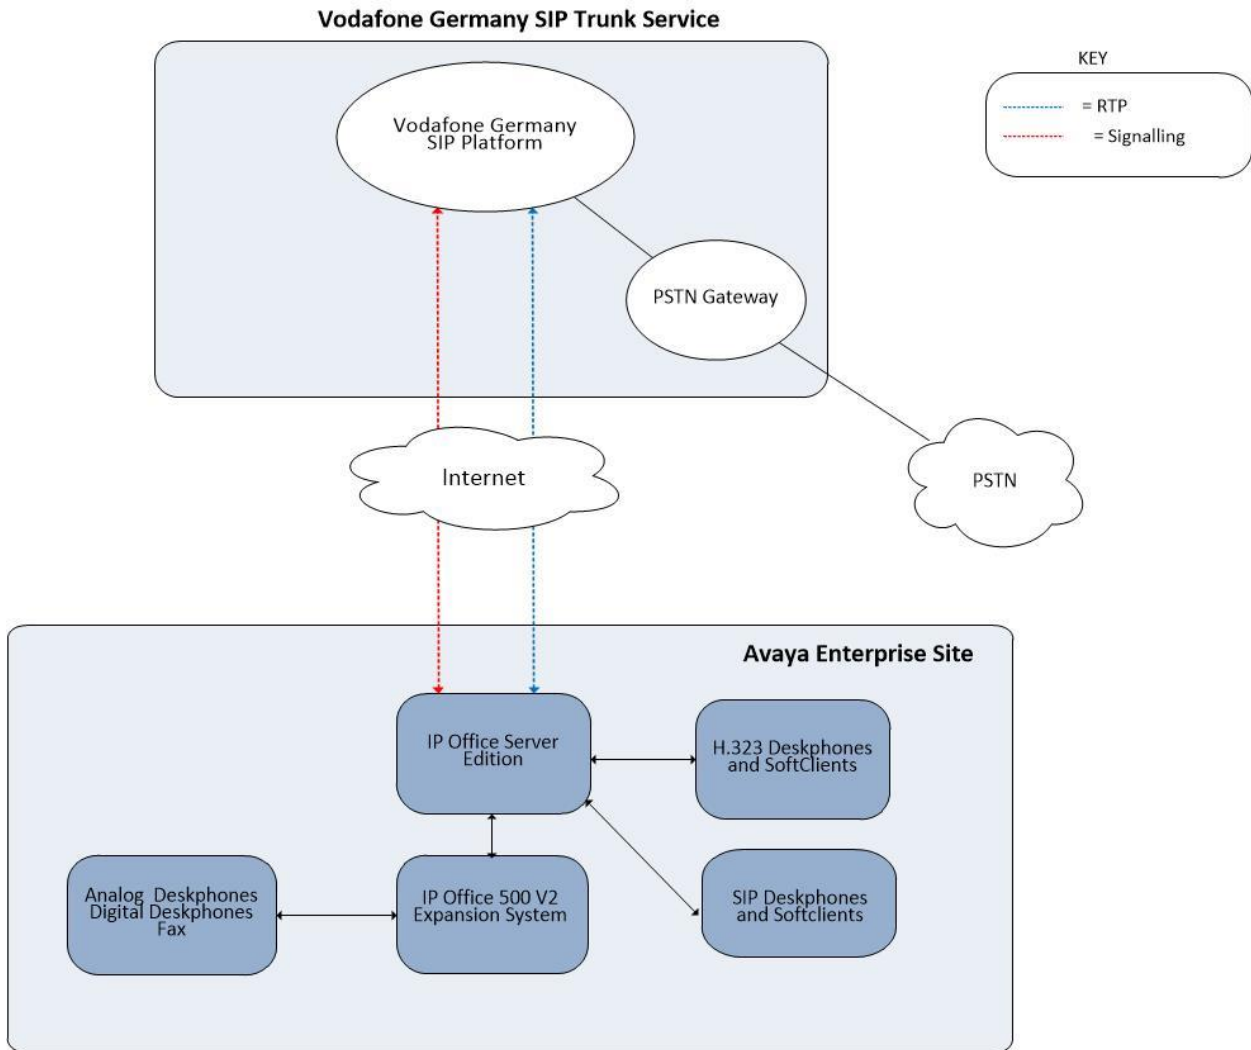 Vodafone Germany SIP Trunk Service
KEY
= RTP
= Signalling
Vodafone Germany
SIP Platform
PSTN Gateway
Internet
PSTN
Avaya Enterprise Site
IP Office Server
Edition
H.323 Deskphones
and SoftClients
Analog Deskphones
Digital Deskphones
Fax
IP Office 500 V2
Expansion System
SIP Deskphones
and Softclients